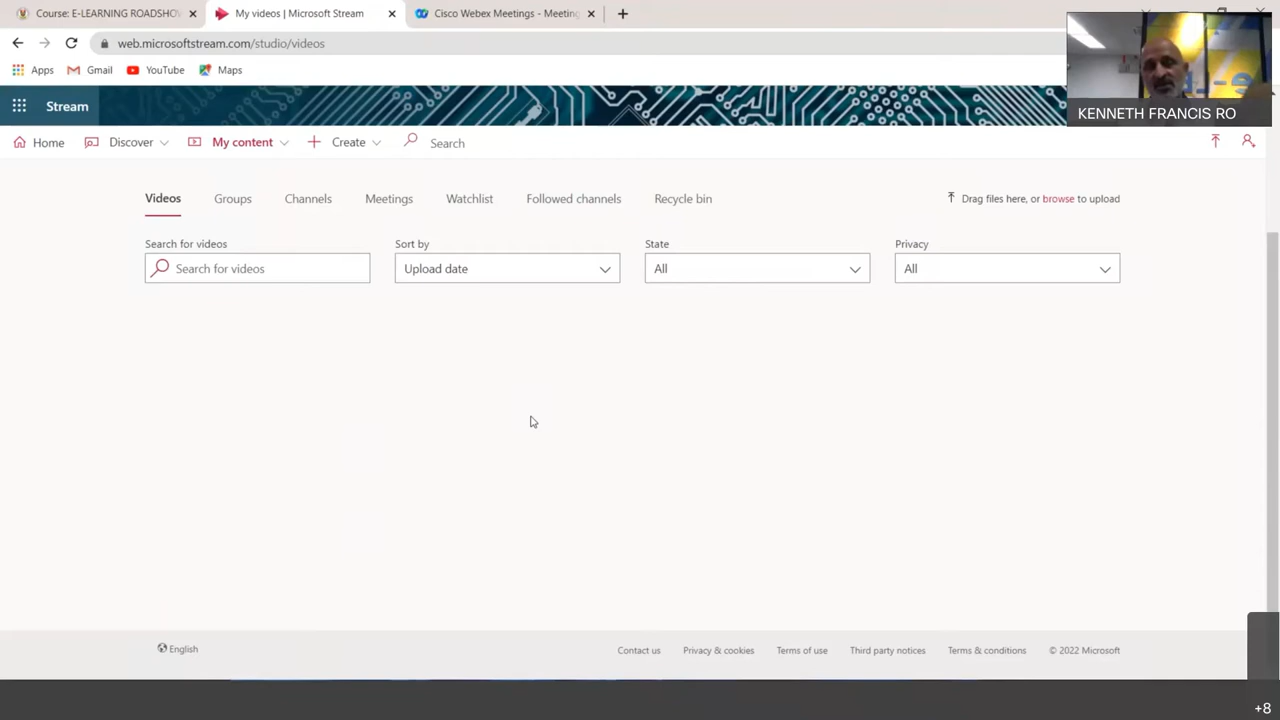 Course: E-LEARNING ROADSHOW
My videos | Microsoft Stream
Cisco Webex Meetings - Meeting
web.microsoftstream.com/studio/videos
Apps
Gmail
YouTube
Maps
KENNETH FRANCIS RO
Stream
Home
Discover
My content
Create
Search
Videos
Groups
Channels
Meetings
Watchlist
Followed channels
Recycle bin
Drag files here, or browse to upload
Search for videos
Sort by
State
Privacy
Search for videos
Upload date
All
All
English
Contact us
Privacy & cookies
Terms of use
Third party notices
Terms & conditions
© 2022 Microsoft
+8